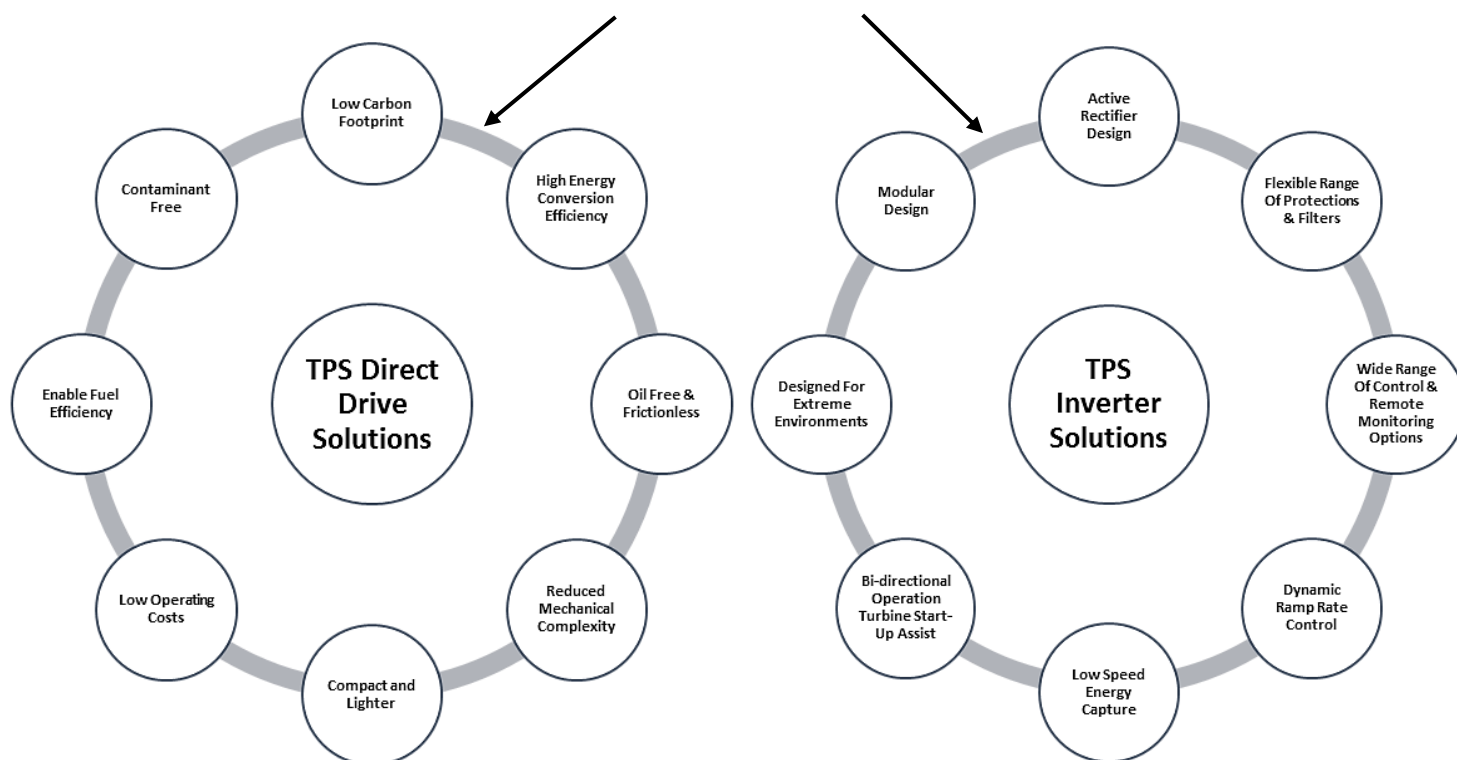 Low Carbon
Footprint
High Energy
Conversion
Efficiency
Oil Free &
Frictionless
Reduced
Mechanical
Complexity
Compact and
Lighter
Low Operating
Costs
Enable Fuel
Efficiency
Contaminant
Free
TPS Direct
Drive
Solutions
Active
Rectifier
Design
Flexible Range
Of Protections
& Filters
Wide Range
Of Control &
Remote
Monitoring
Options
Dynamic
Ramp Rate
Control
Low Speed
Energy
Capture
Bi-directional
Operation
Turbine Start-
Up Assist
Designed For
Extreme
Environments
Modular
Design
TPS
Inverter
Solutions